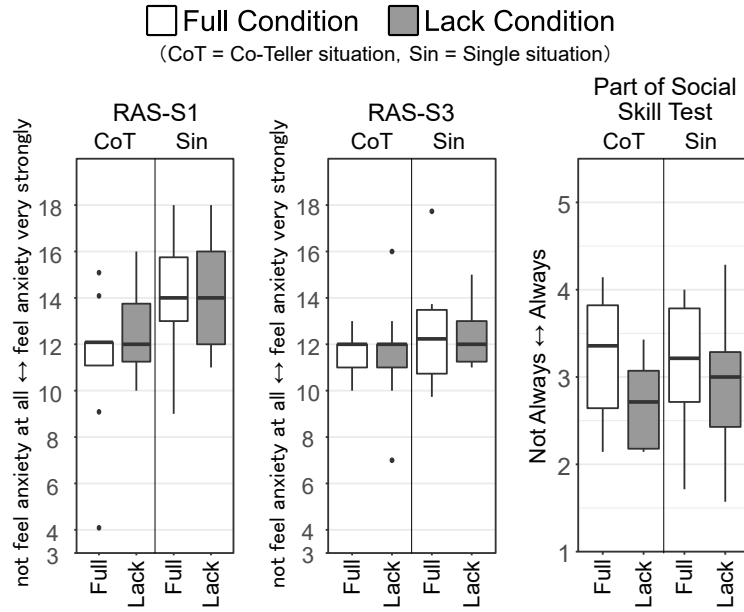 Full Condition Lack Condition
(CoT = Co-Teller situation, Sin = Single situation)
RAS-S1
CoT Sin
not feel anxiety at all ↔ feel anxiety very strongly
18
16
14
12
10
8
6
4
3
Full Lack Full Lack
RAS-S3
CoT Sin
not feel anxiety at all ↔ feel anxiety very strongly
18
16
14
12
10
8
6
4
3
Full Lack Full Lack
Part of Social
Skill Test
CoT Sin
Not Always ↔ Always
5
4
3
2
1
Full Lack Full Lack